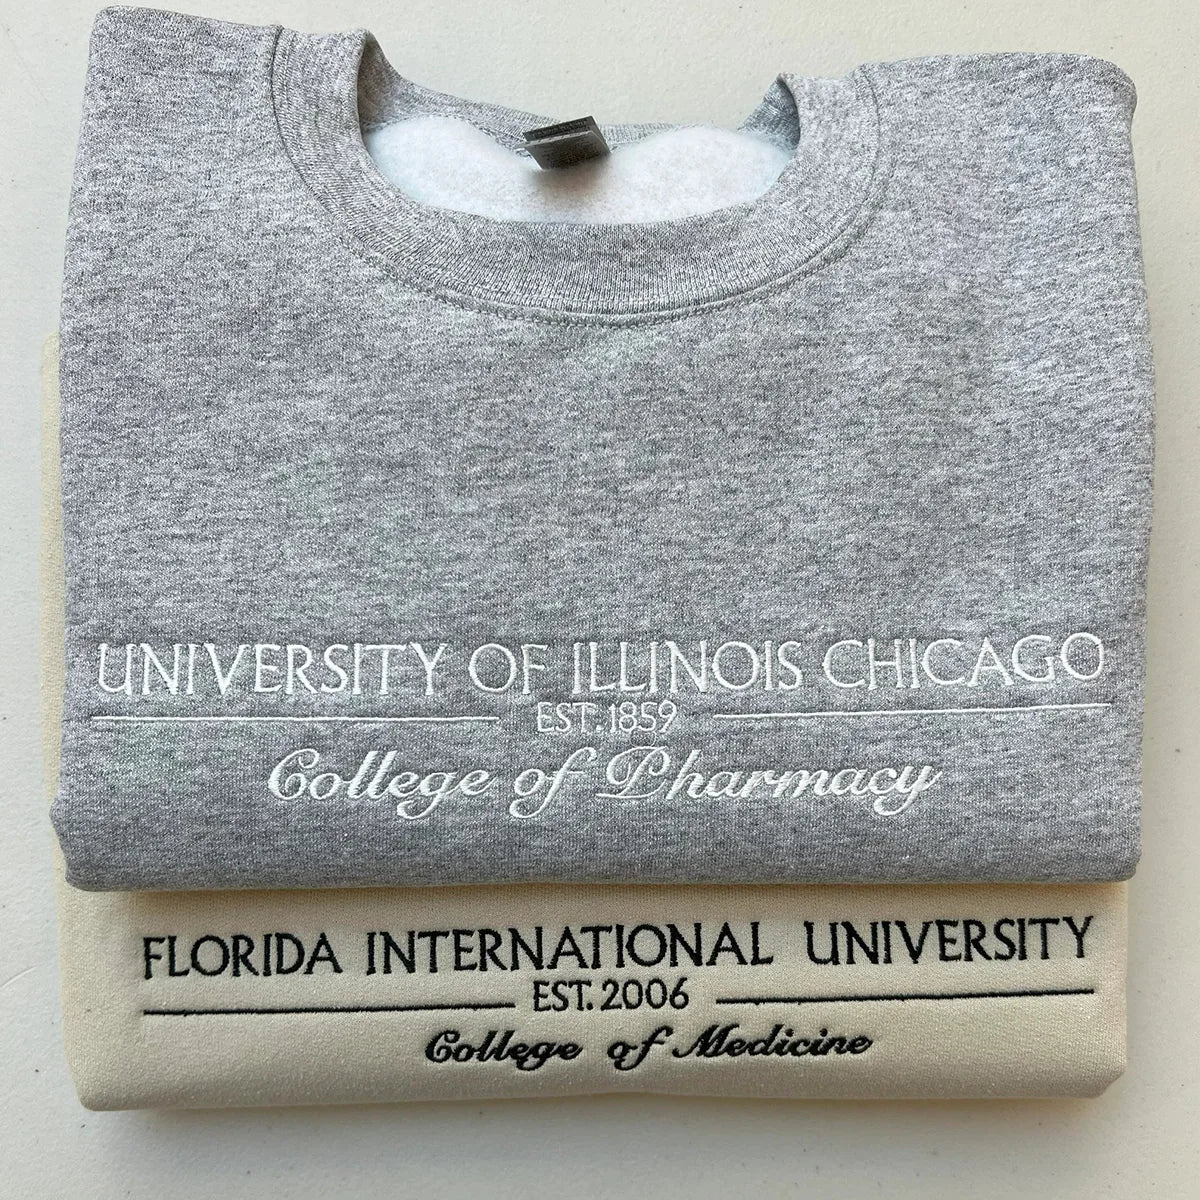 UNIVERSITY OF ILLINOIS CHICAGO
EST.1859
College of Pharmacy
FLORIDA INTERNATIONAL UNIVERSITY
EST.2006
College of Medicine